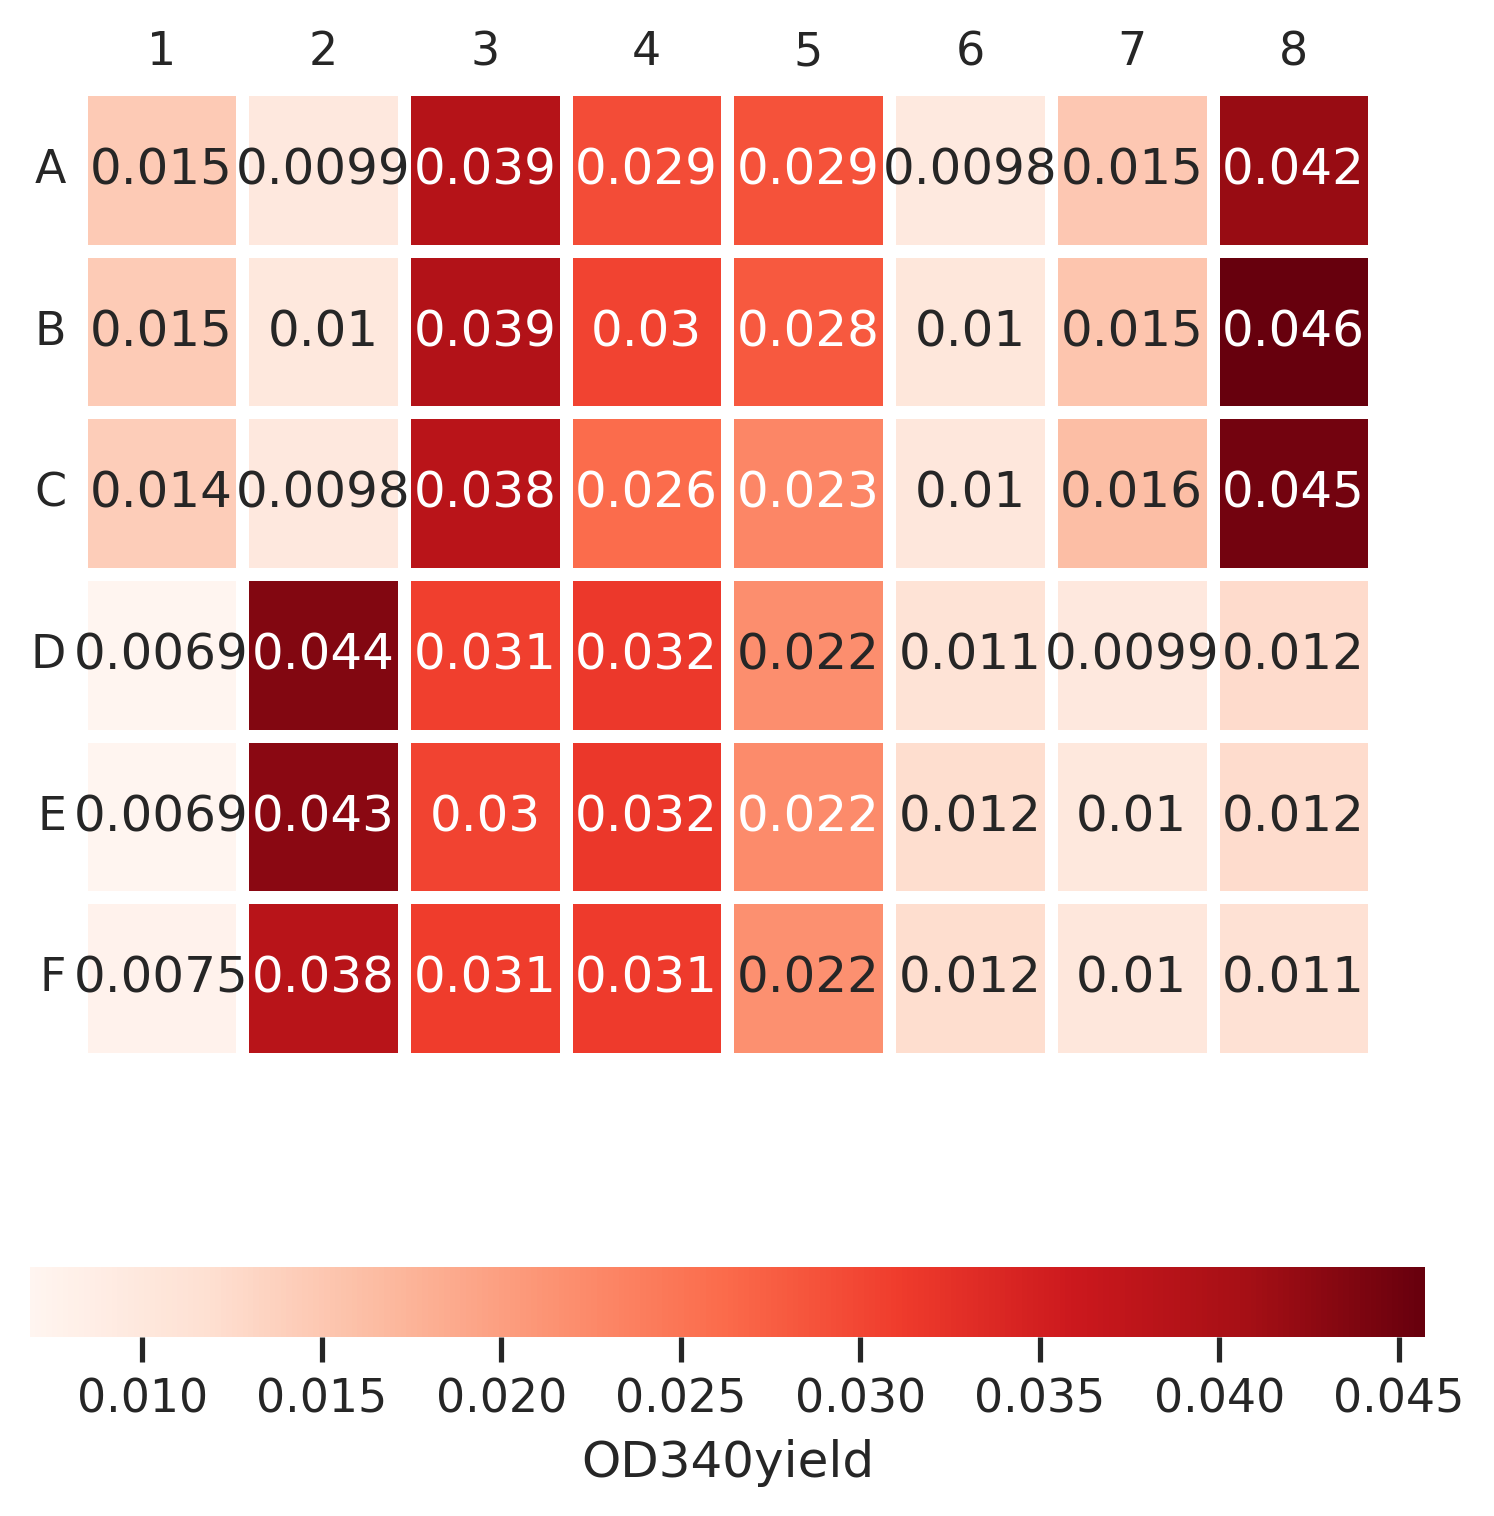 1 2 3 4 5 6 7 8
A 0.015 0.0099 0.039 0.029 0.029 0.0098 0.015 0.042
B 0.015 0.01 0.039 0.03 0.028 0.01 0.015 0.046
C 0.014 0.0098 0.038 0.026 0.023 0.01 0.016 0.045
D 0.0069 0.044 0.031 0.032 0.022 0.011 0.0099 0.012
E 0.0069 0.043 0.03 0.032 0.022 0.012 0.01 0.012
F 0.0075 0.038 0.031 0.031 0.022 0.012 0.01 0.011
0.010 0.015 0.020 0.025 0.030 0.035 0.040 0.045
OD340yield